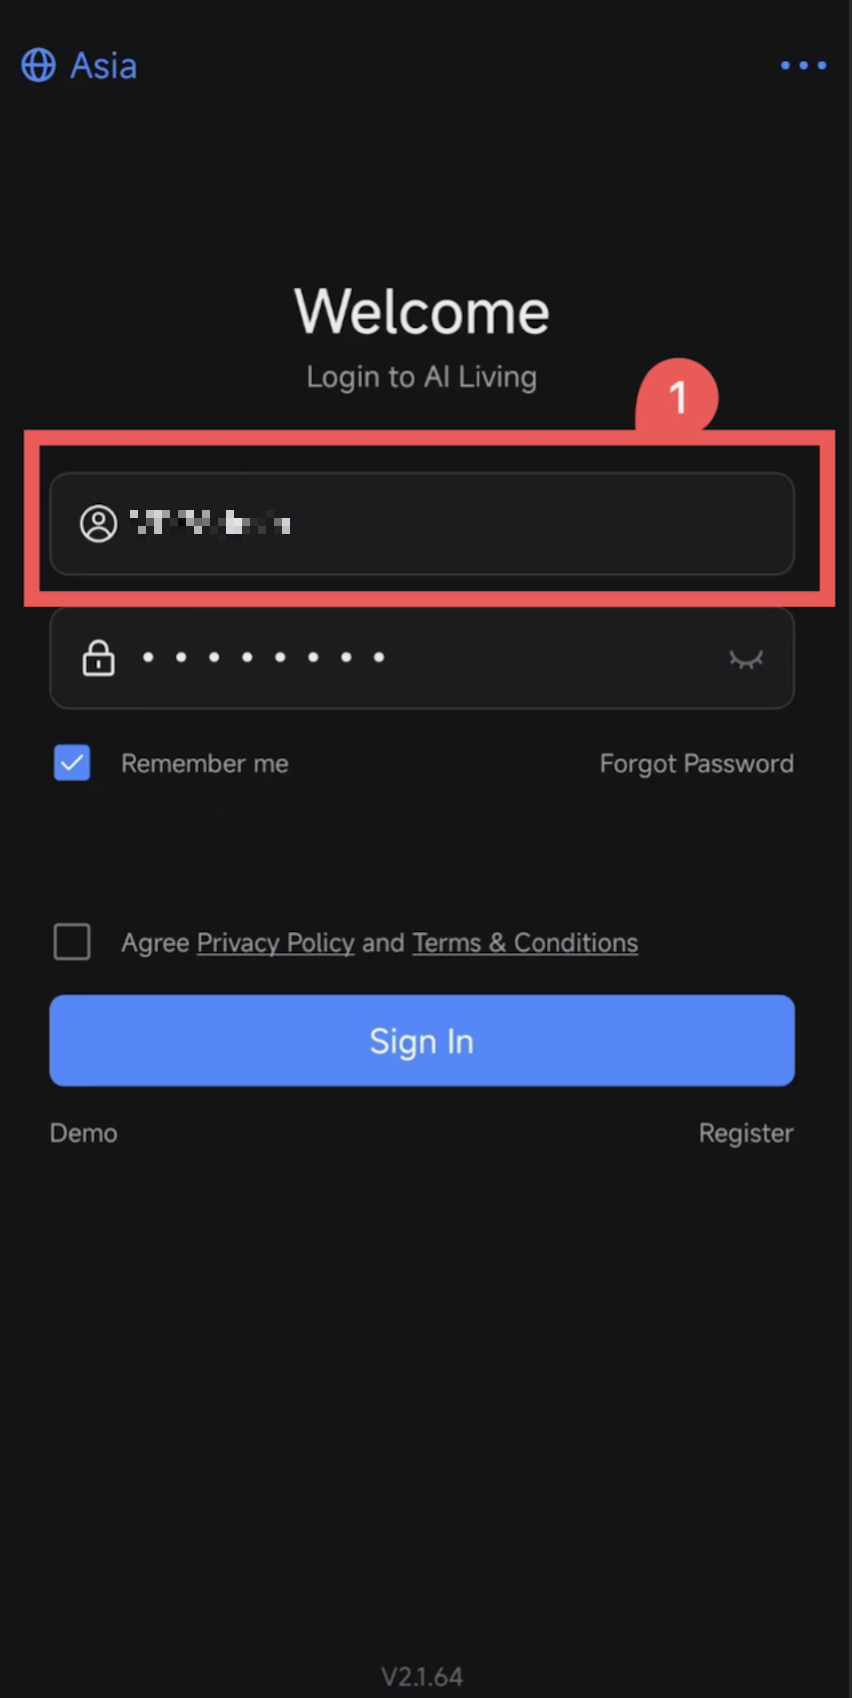 Asia
Welcome
Login to AI Living
1
Remember me
Forgot Password
Agree Privacy Policy and Terms & Conditions
Sign In
Demo
Register
V2.1.64